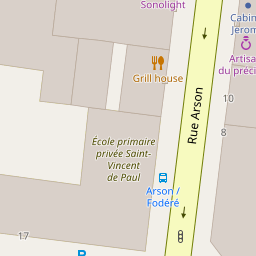 Sonolight
Cabin
Jerom
Artisa
du préci
Grill house
10
Rue Arson
8
École primaire
privée Saint-
Vincent
de Paul
Arson /
Fodéré
17